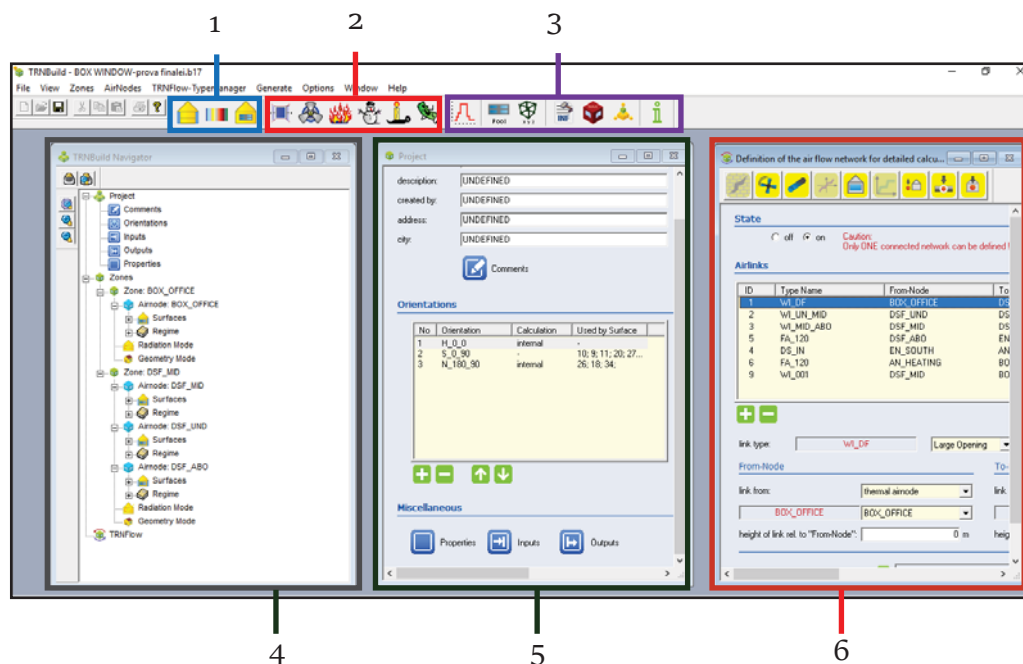 1
2
3
TRNBuild - BOX WINDOW-prova finalei.b17
File View Zones AirNodes TRNFlow-Typemanager Generate Options Window Help
POOL
INF
TRNBuild Navigator
Project
Comments
Orientations
Inputs
Outputs
Properties
Zones
Zone: BOX_OFFICE
Airnode: BOX_OFFICE
Surfaces
Regime
Radiation Mode
Geometry Mode
Zone: DSF_MID
Airnode: DSF_MID
Surfaces
Regime
Airnode: DSF_UND
Surfaces
Regime
Airnode: DSF_ABO
Surfaces
Regime
Radiation Mode
Geometry Mode
TRNFlow
Project
description: UNDEFINED
created by: UNDEFINED
address: UNDEFINED
city: UNDEFINED
Comments
Orientations
No Orientation Calculation Used by Surface
1 H_0_0 internal -
2 S_0_90 - 10; 9; 11; 20; 27...
3 N_180_90 internal 26; 18; 34;
Miscellaneous
Properties Inputs Outputs
Definition of the air flow network for detailed calcu...
State
off on Caution:
Only ONE connected network can be defined !
Airlinks
ID Type Name From-Node To
1 WI_DF BOX_OFFICE DS
2 WI_UN_MID DSF_UND DS
3 WI_MID_ABO DSF_MID DS
5 FA_120 DSF_ABO EN
4 DS_IN EN_SOUTH AN
6 FA_120 AN_HEATING BO
9 WI_001 DSF_MID BO
link type: WI_DF Large Opening
From-Node To-
link from: thermal airnode link
BOX_OFFICE BOX_OFFICE
height of link rel. to "From-Node": 0 m heig
4
5
6